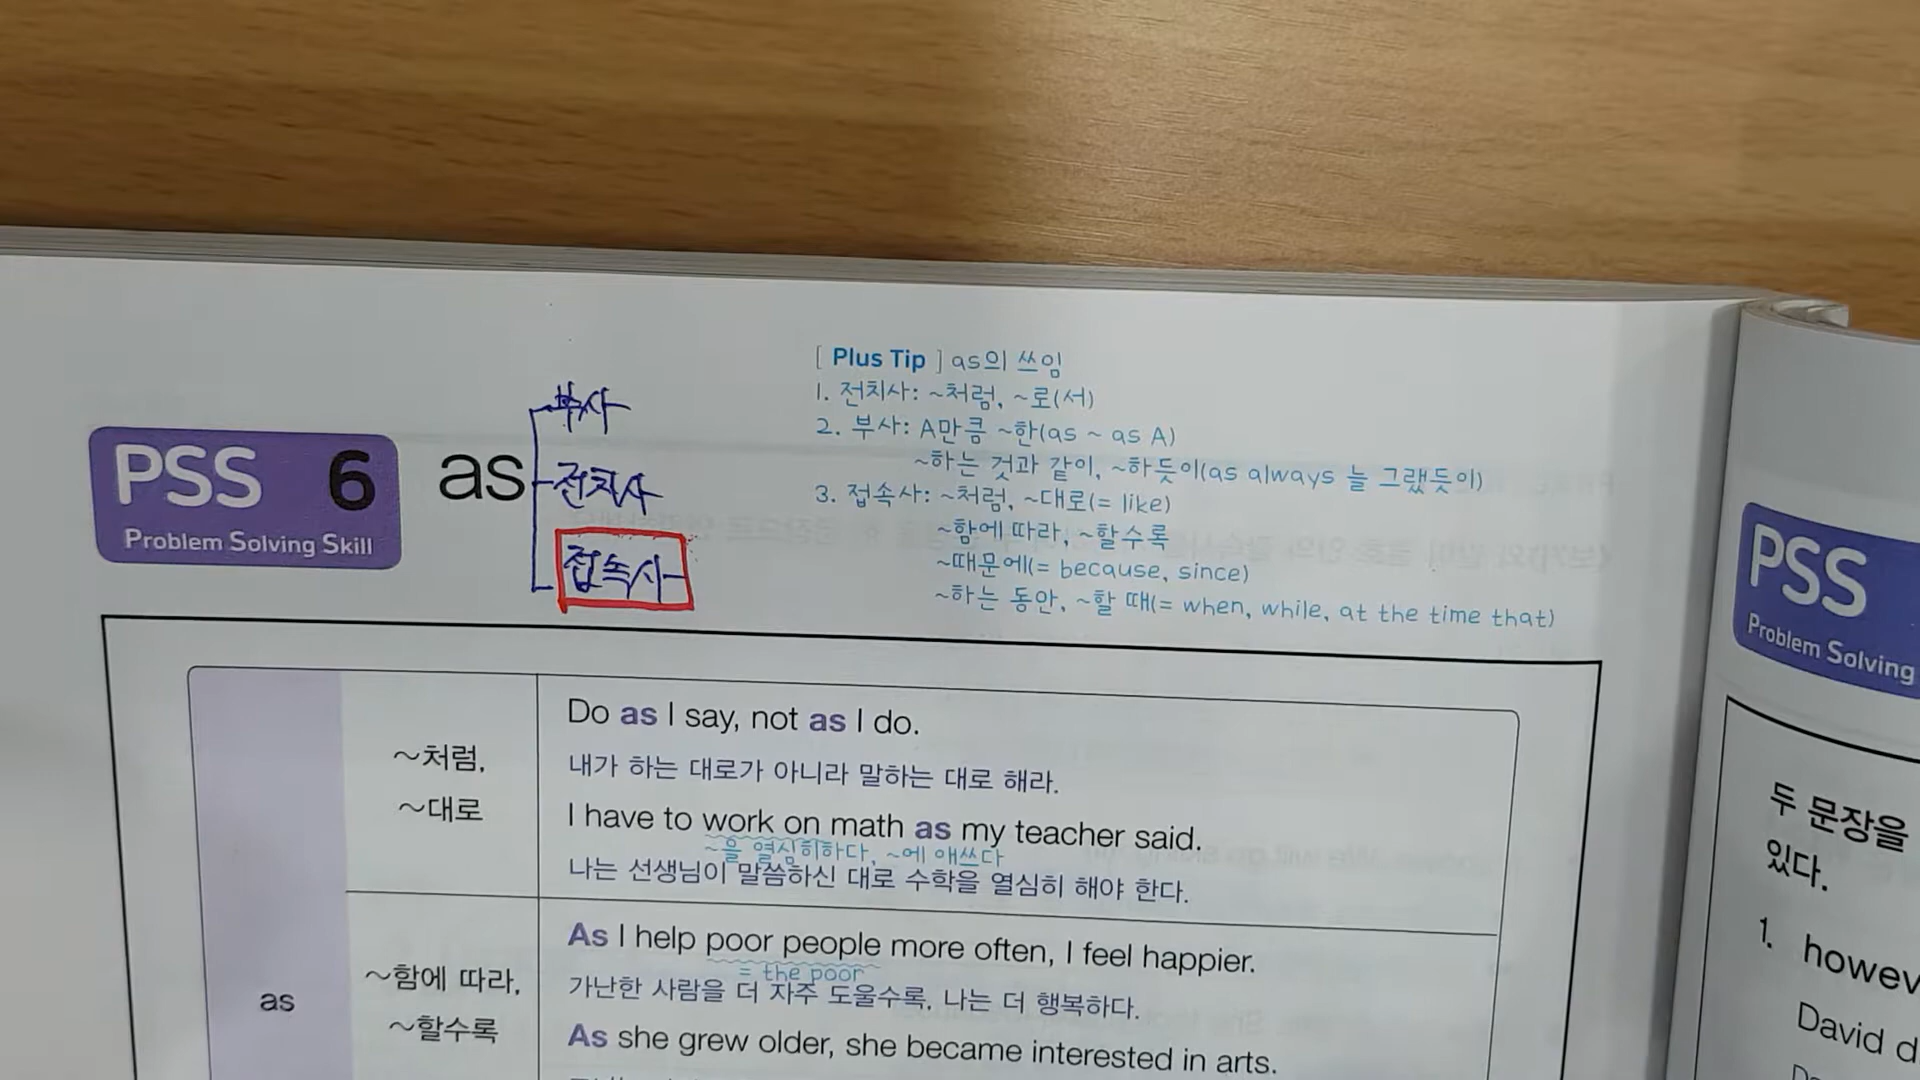 [ Plus Tip ] as의 쓰임
1. 전치사: ~처럼, ~로(서)
2. 부사: A만큼 ~한(as ~ as A)
~하는 것과 같이, ~하듯이(as always 늘 그랬듯이)
3. 접속사: ~처럼, ~대로(= like)
~함에 따라, ~할수록
~때문에(= because, since)
~하는 동안, ~할 때(= when, while, at the time that)
PSS 6 as
Problem Solving Skill
부사
전치사
접속사
~처럼,
~대로
Do as I say, not as I do.
내가 하는 대로가 아니라 말하는 대로 해라.
I have to work on math as my teacher said.
~을 열심히하다, ~에 애쓰다
나는 선생님이 말씀하신 대로 수학을 열심히 해야 한다.
as
~함에 따라,
~할수록
As I help poor people more often, I feel happier.
= the poor
가난한 사람을 더 자주 도울수록, 나는 더 행복하다.
As she grew older, she became interested in arts.
PSS
Problem Solving
두 문장을
있다.
1. howev
David d